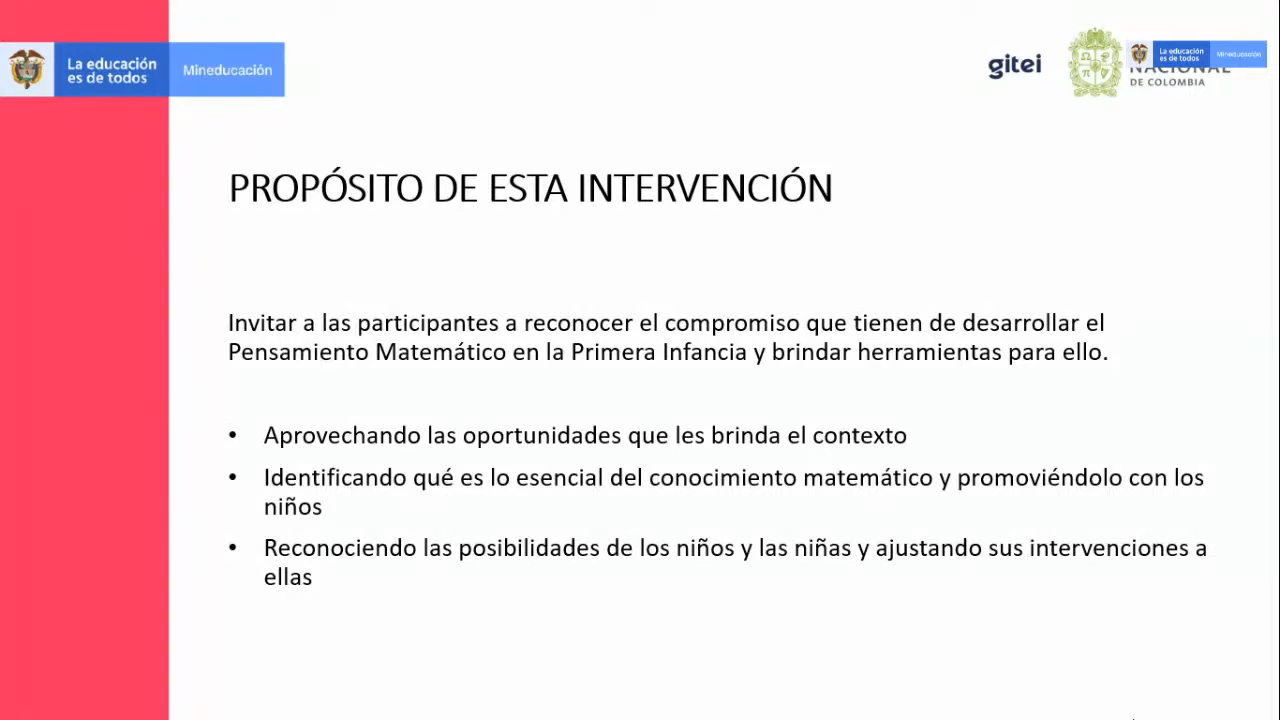 La educación
es de todos
Mineducación
gitei
La educación
es de todos
Mineducación
NACIONAL
DE COLOMBIA
PROPÓSITO DE ESTA INTERVENCIÓN
Invitar a las participantes a reconocer el compromiso que tienen de desarrollar el
Pensamiento Matemático en la Primera Infancia y brindar herramientas para ello.
• Aprovechando las oportunidades que les brinda el contexto
• Identificando qué es lo esencial del conocimiento matemático y promoviéndolo con los
niños
• Reconociendo las posibilidades de los niños y las niñas y ajustando sus intervenciones a
ellas